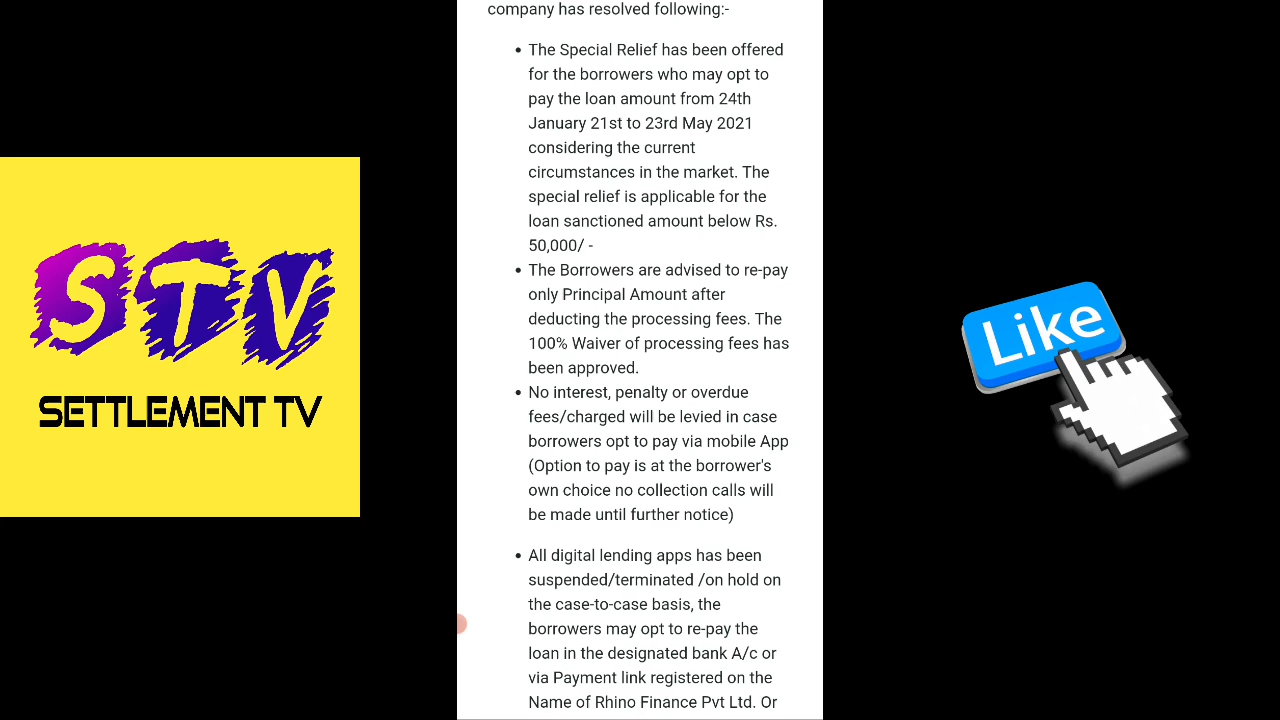 STV
SETTLEMENT TV
company has resolved following:-
• The Special Relief has been offered
for the borrowers who may opt to
pay the loan amount from 24th
January 21st to 23rd May 2021
considering the current
circumstances in the market. The
special relief is applicable for the
loan sanctioned amount below Rs.
50,000/ -
• The Borrowers are advised to re-pay
only Principal Amount after
deducting the processing fees. The
100% Waiver of processing fees has
been approved.
• No interest, penalty or overdue
fees/charged will be levied in case
borrowers opt to pay via mobile App
(Option to pay is at the borrower's
own choice no collection calls will
be made until further notice)
• All digital lending apps has been
suspended/terminated /on hold on
the case-to-case basis, the
borrowers may opt to re-pay the
loan in the designated bank A/c or
via Payment link registered on the
Name of Rhino Finance Pvt Ltd. Or
Like